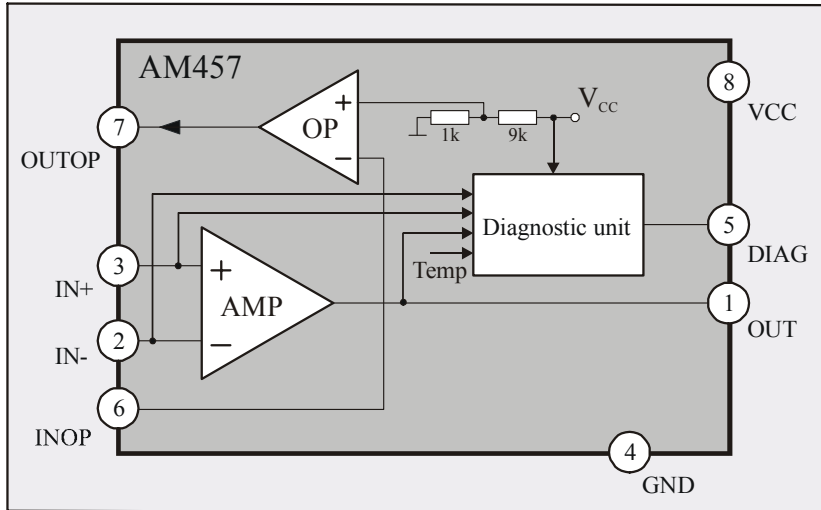 AM457
8
VCC
7
OUTOP
+
OP
−
1k
9k
VCC
Diagnostic unit
5
DIAG
Temp
3
IN+
+
AMP
−
1
OUT
2
IN-
6
INOP
4
GND